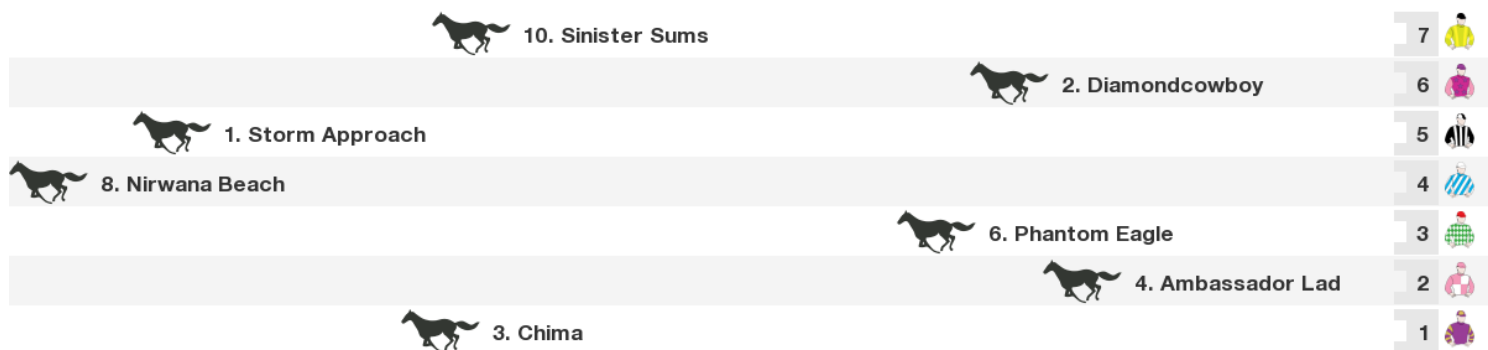 10. Sinister Sums 7
2. Diamondcowboy 6
1. Storm Approach 5
8. Nirwana Beach 4
6. Phantom Eagle 3
4. Ambassador Lad 2
3. Chima 1